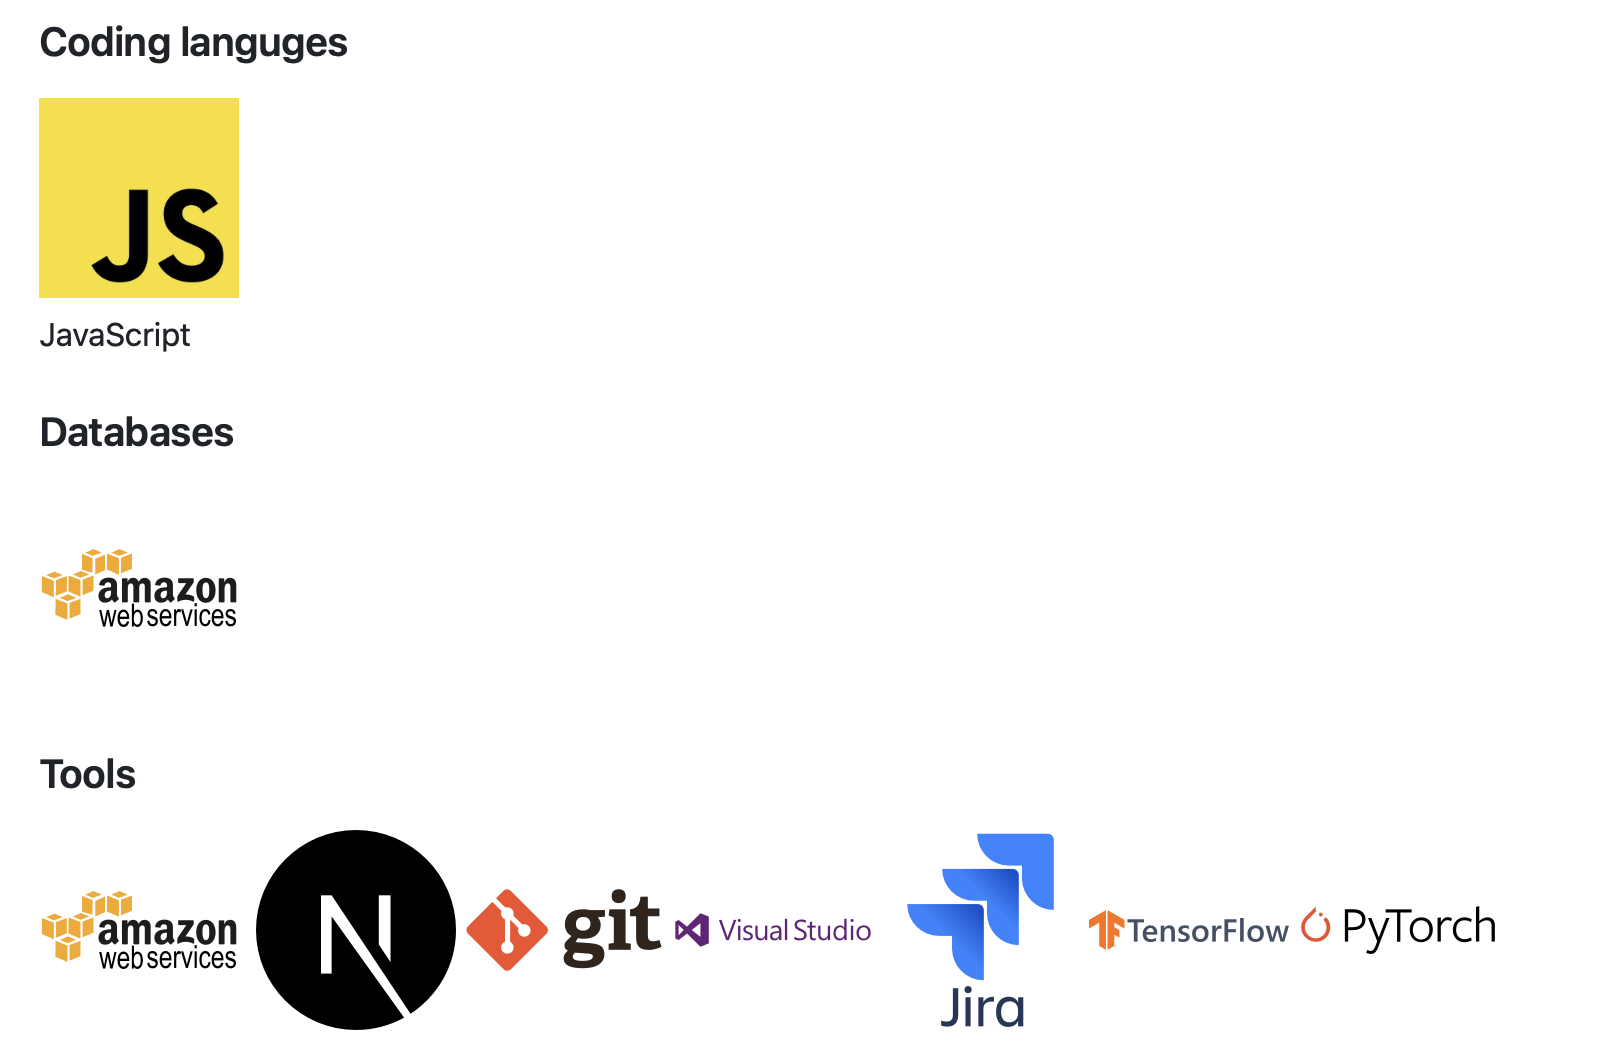 Coding languges
JS
JavaScript
Databases
amazon
web services
Tools
amazon
web services
N
git
Visual Studio
Jira
TensorFlow
PyTorch